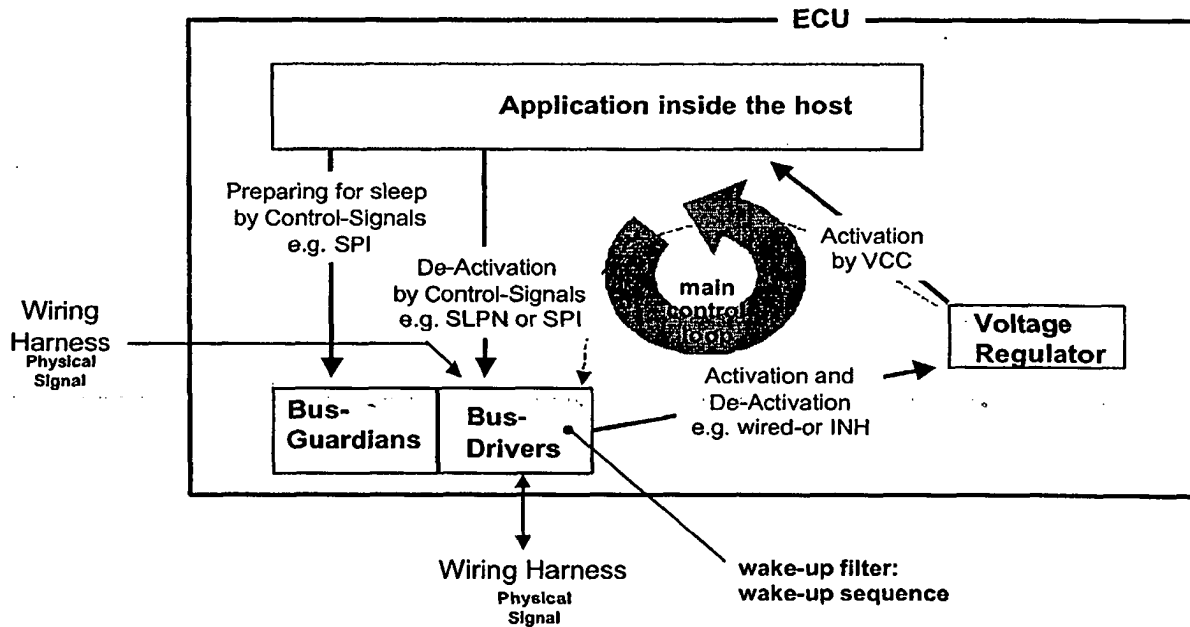 ECU
Application inside the host
Preparing for sleep
by Control-Signals
e.g. SPI
De-Activation
by Control-Signals
e.g. SLPN or SPI
main
control
loop
Activation
by VCC
Wiring
Harness
Physical
Signal
Voltage
Regulator
Activation and
De-Activation
e.g. wired-or INH
Bus-
Guardians
Bus-
Drivers
Wiring Harness
Physical
Signal
wake-up filter:
wake-up sequence